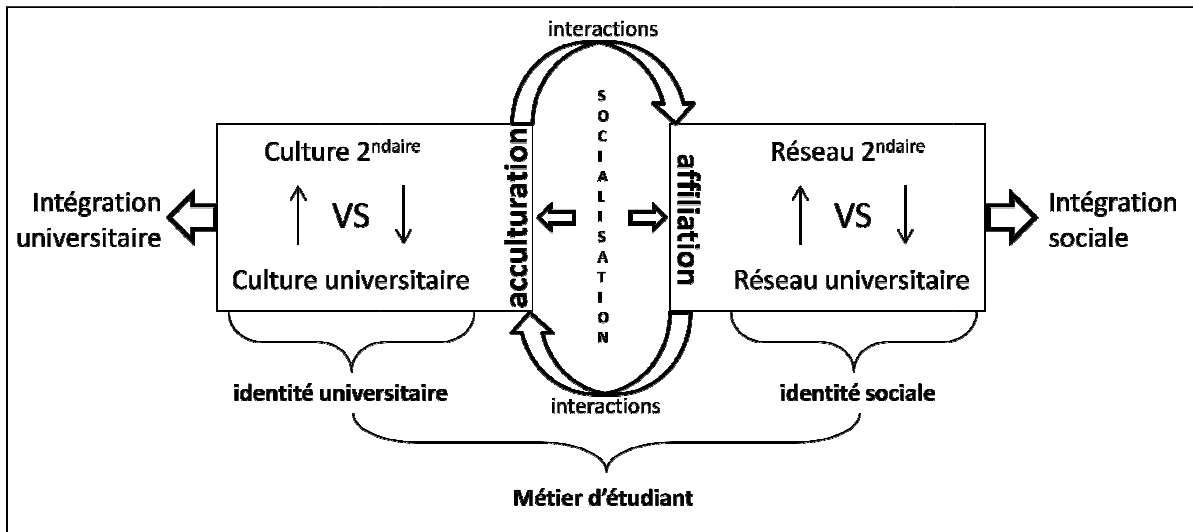 interactions
SOCIALISATION
Culture 2ndaire
VS
Culture universitaire
acculturation
affiliation
Réseau 2ndaire
VS
Réseau universitaire
Intégration
universitaire
Intégration
sociale
identité universitaire
interactions
identité sociale
Métier d’étudiant